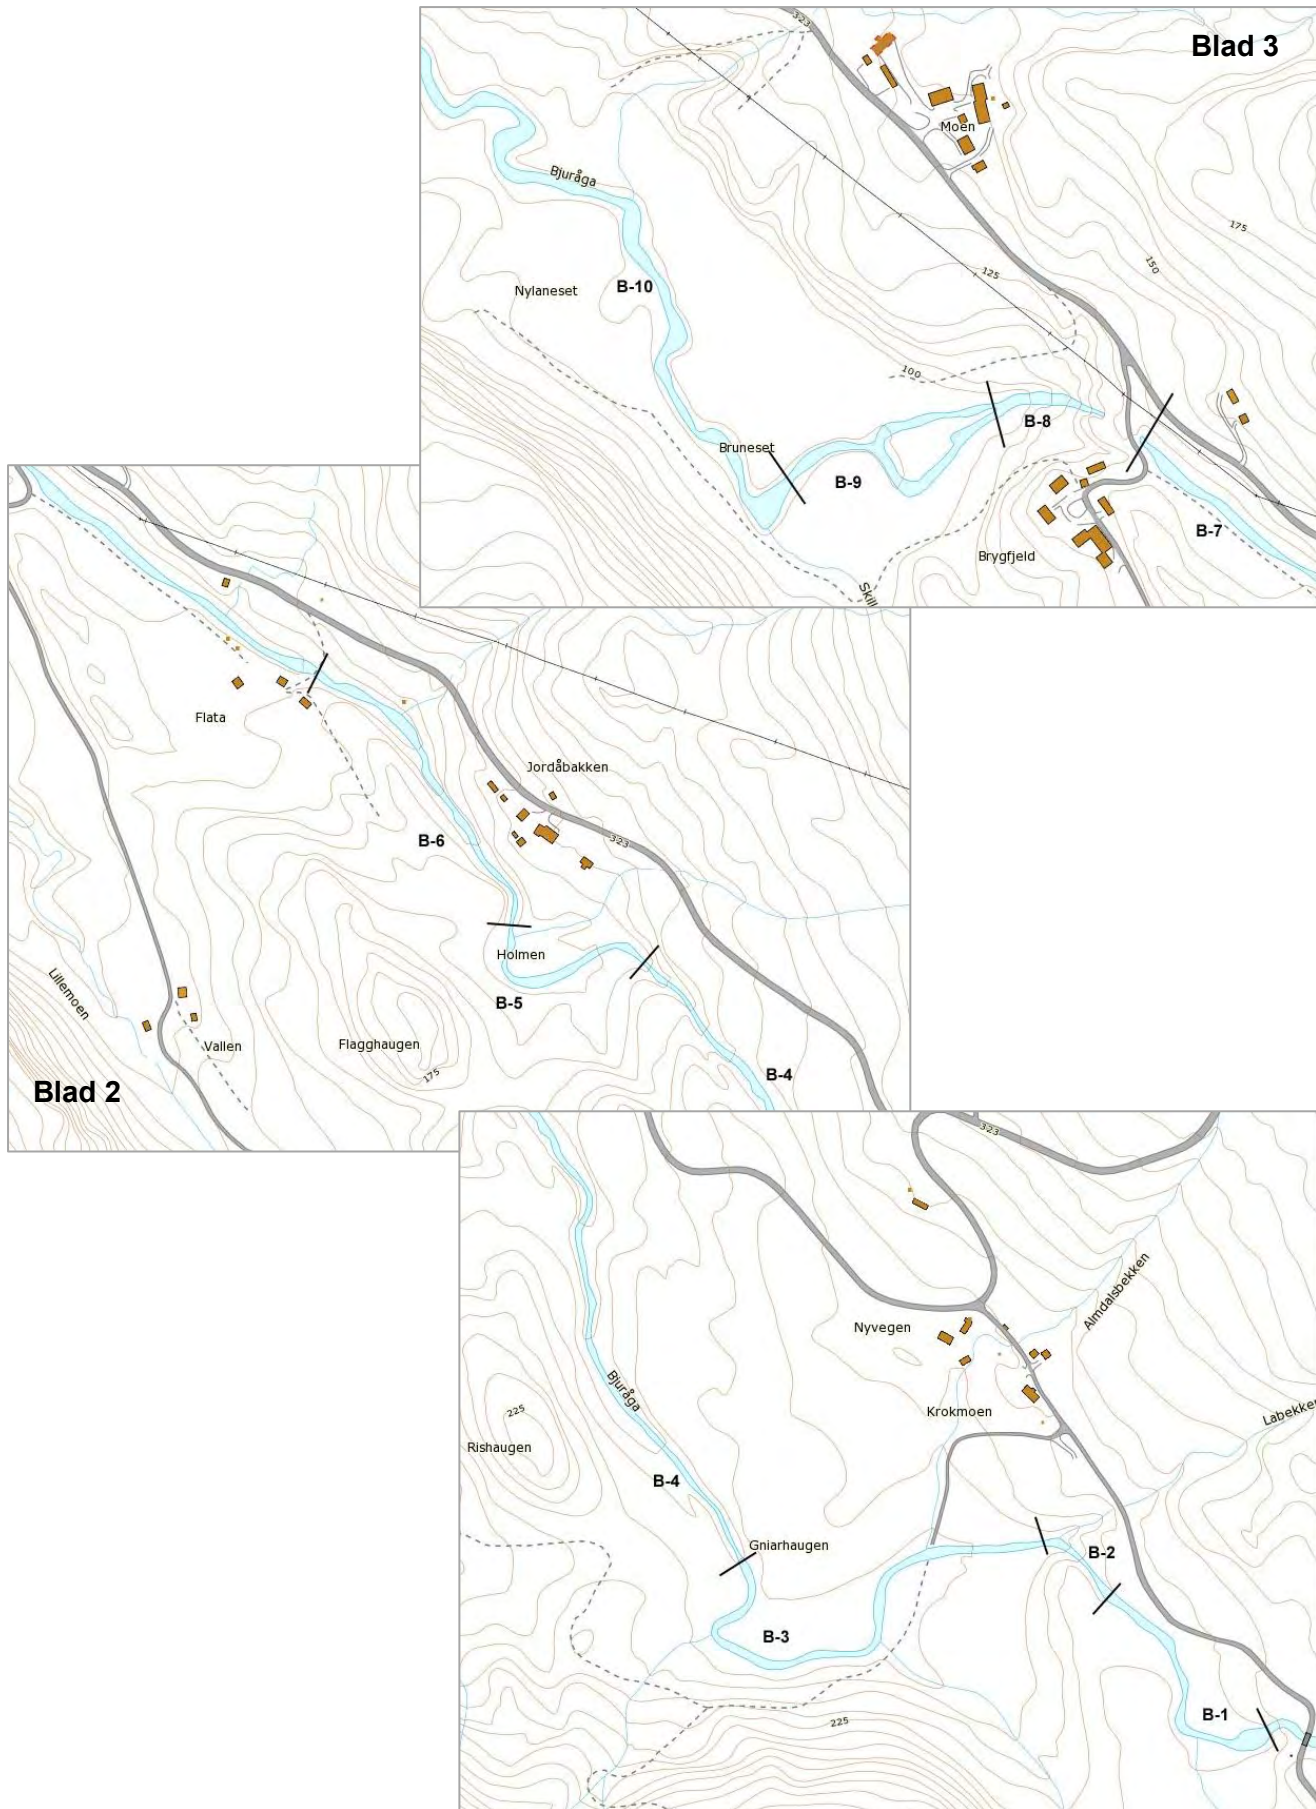 323
Blad 3
Moen
Bjuråga
175
150
125
B-10
Nylaneset
100
B-8
Bruneset
B-9
B-7
Brygfjeld
Skill
Flata
Jordåbakken
B-6
323
Holmen
B-5
Lillemoen
Vallen
Flagghaugen
175
B-4
Blad 2
323
Almdalsbekken
Nyvegen
Bjuråga
Krokmoen
Labekken
225
Rishaugen
B-4
Gniarhaugen
B-2
B-3
B-1
225